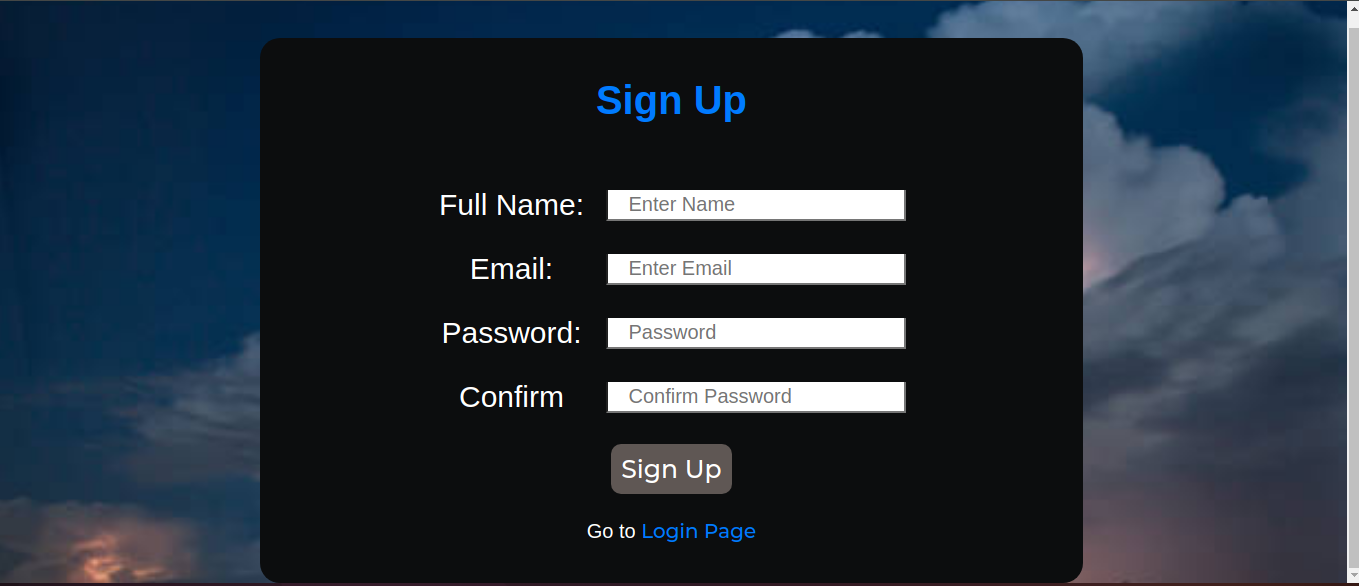 Sign Up
Full Name: Enter Name
Email: Enter Email
Password: Password
Confirm Confirm Password
Sign Up
Go to Login Page